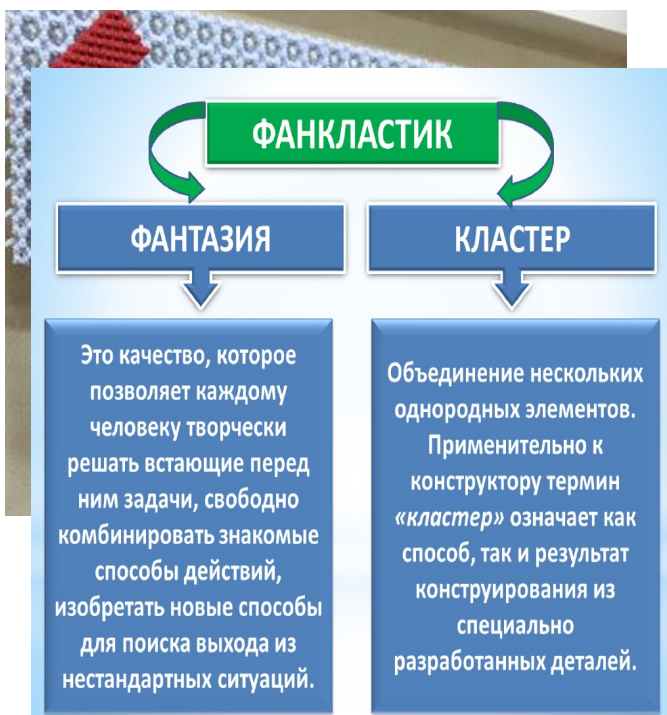 ФАНКЛАСТИК
ФАНТАЗИЯ
Это качество, которое
позволяет каждому
человеку творчески
решать встающие перед
ним задачи, свободно
комбинировать знакомые
способы действий,
изобретать новые способы
для поиска выхода из
нестандартных ситуаций.
КЛАСТЕР
Объединение нескольких
однородных элементов.
Применительно к
конструктору термин
«кластер» означает как
способ, так и результат
конструирования из
специально
разработанных деталей.